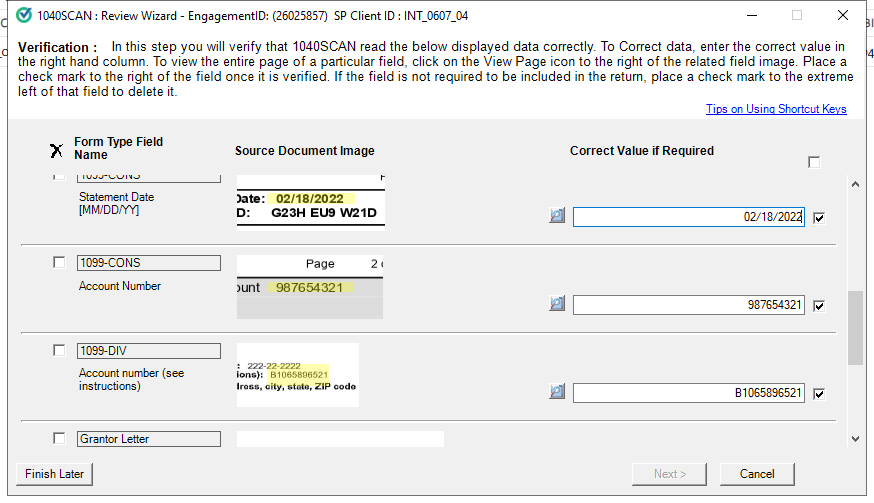 1040SCAN : Review Wizard - EngagementID: (26025857) SP Client ID : INT_0607_04
Verification : In this step you will verify that 1040SCAN read the below displayed data correctly. To Correct data, enter the correct value in
the right hand column. To view the entire page of a particular field, click on the View Page icon to the right of the related field image. Place a
check mark to the right of the field once it is verified. If the field is not required to be included in the return, place a check mark to the extreme
left of that field to delete it.
Tips on Using Shortcut Keys
Form Type Field
Name
Source Document Image
Correct Value if Required
1099-CONS
Statement Date
[MM/DD/YY]
Date: 02/18/2022
D: G23H EU9 W21D
02/18/2022
1099-CONS
Account Number
Page 2
ount 987654321
987654321
1099-DIV
Account number (see
instructions)
: 222-22-2222
ions): B1065896521
dress, city, state, ZIP code
B1065896521
Grantor Letter
Finish Later
Next >
Cancel